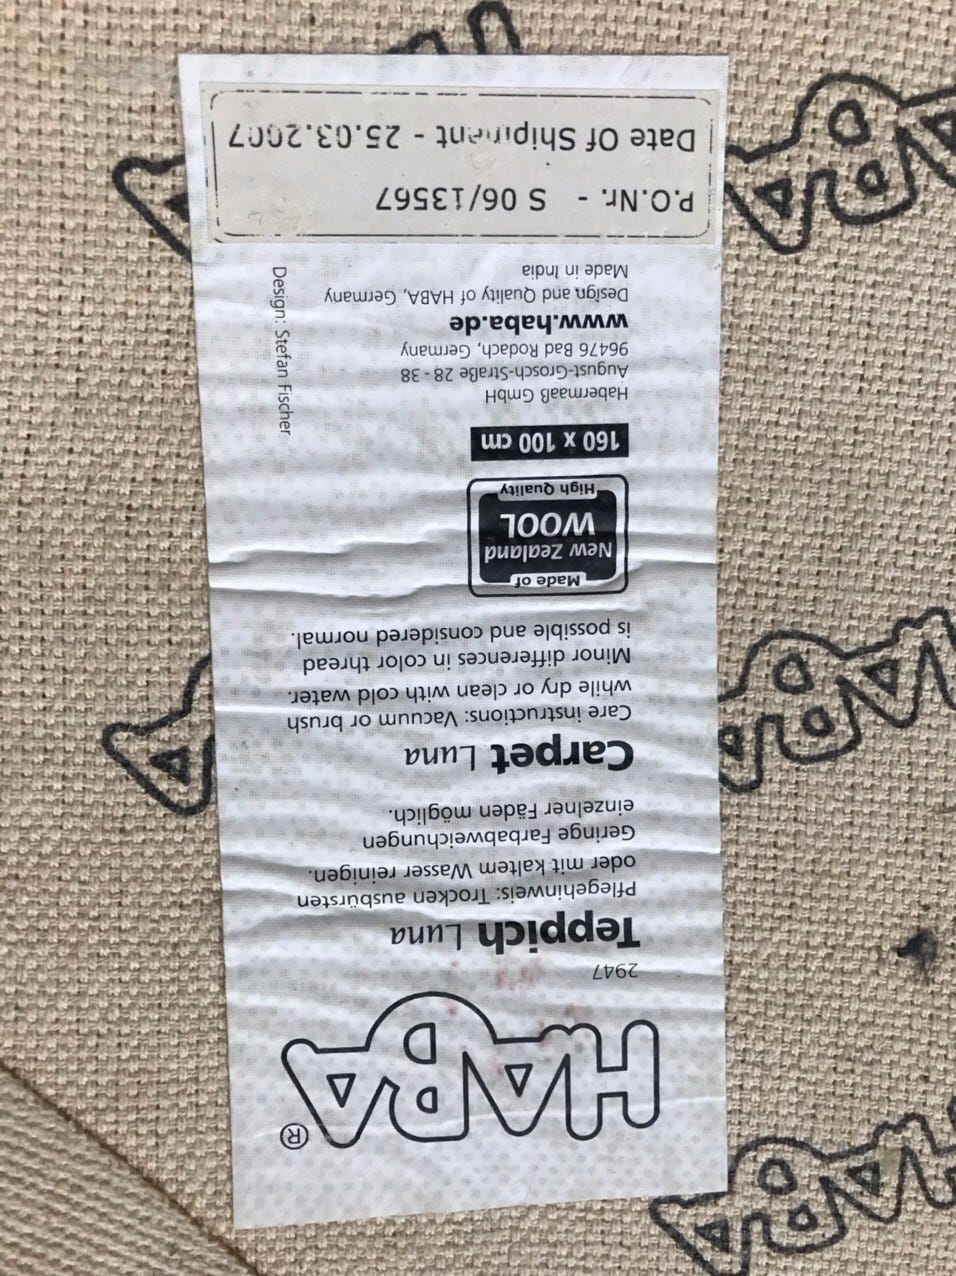 HABA®
2947
Teppich Luna
Pflegehinweis: Trocken ausbürsten
oder mit kaltem Wasser reinigen.
Geringe Farbabweichungen
einzelner Fäden möglich.
Carpet Luna
Care instructions: Vacuum or brush
while dry or clean with cold water.
Minor differences in color thread
is possible and considered normal.
Made of
New Zealand
WOOL
High Quality
160 x 100 cm
Habermaaß GmbH
August-Grosch-Straße 28 - 38
96476 Bad Rodach, Germany
www.haba.de
Design and Quality of HABA, Germany
Made in India
Design: Stefan Fischer
P.O.Nr. - S 06/13567
Date Of Shipment - 25.03.2007
HABA
HABA
HABA